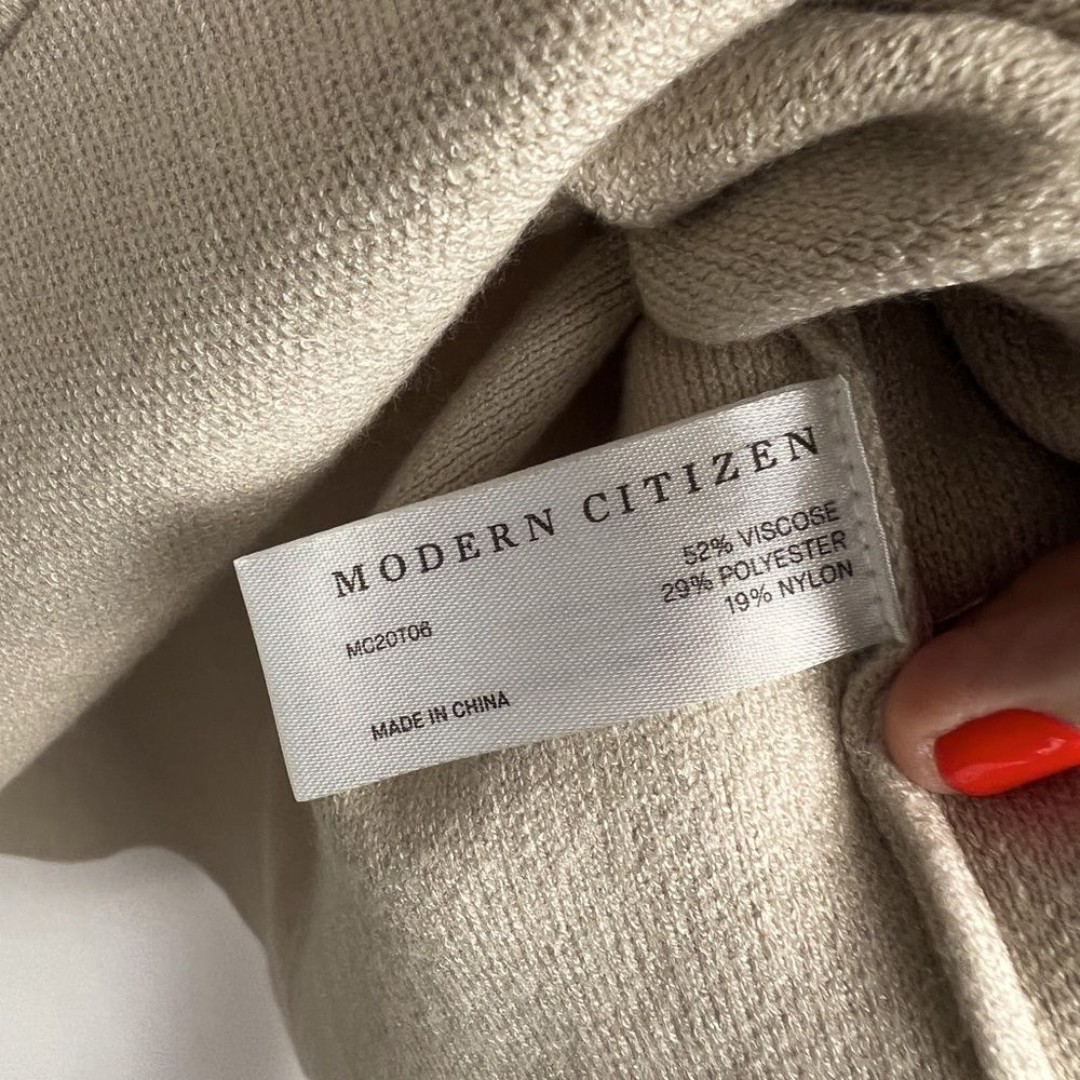 MODERN CITIZEN
52% VISCOSE
29% POLYESTER
19% NYLON
MC20T06
MADE IN CHINA